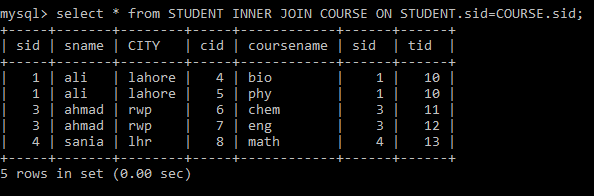 mysql> select * from STUDENT INNER JOIN COURSE ON STUDENT.sid=COURSE.sid;
+------+-------+--------+-----+------------+------+------+
| sid  | sname | CITY   | cid | coursename | sid  | tid  |
+------+-------+--------+-----+------------+------+------+
|    1 | ali   | lahore |   4 | bio        |    1 |   10 |
|    1 | ali   | lahore |   5 | phy        |    1 |   10 |
|    3 | ahmad | rwp    |   6 | chem       |    3 |   11 |
|    3 | ahmad | rwp    |   7 | eng        |    3 |   12 |
|    4 | sania | lhr    |   8 | math       |    4 |   13 |
+------+-------+--------+-----+------------+------+------+
5 rows in set (0.00 sec)